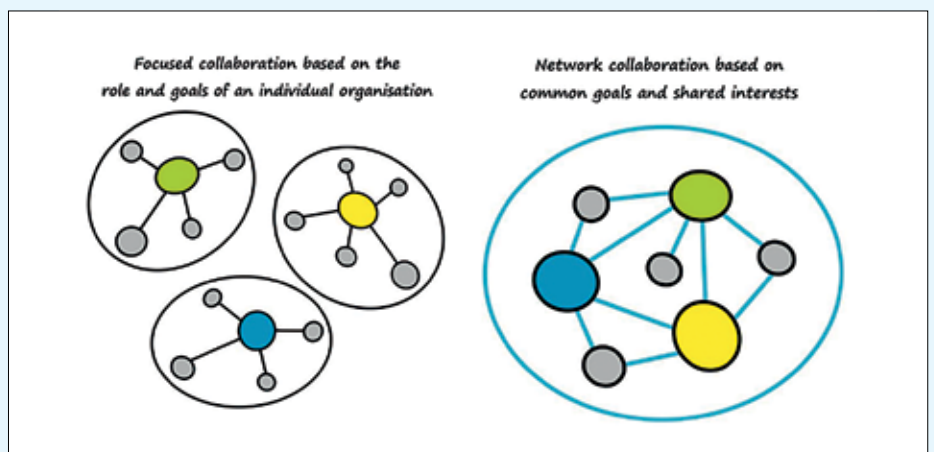 Focused collaboration based on the
role and goals of an individual organisation
Network collaboration based on
common goals and shared interests